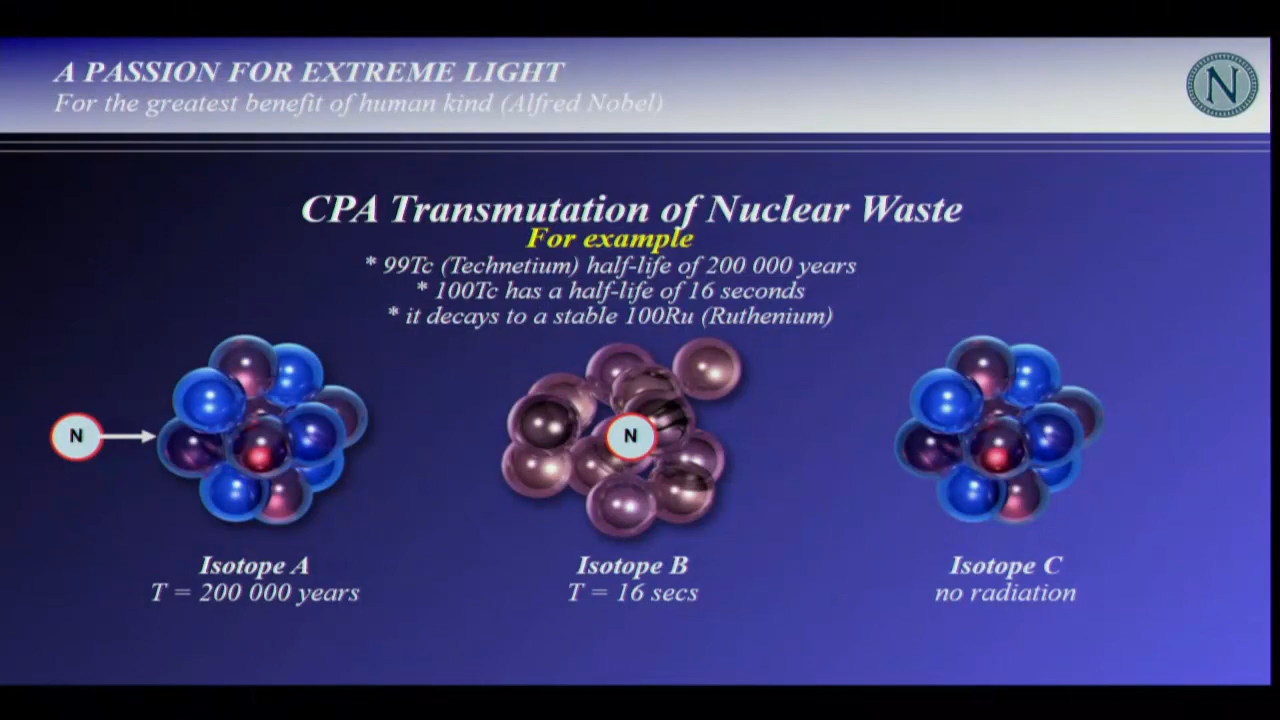 A PASSION FOR EXTREME LIGHT
For the greatest benefit of human kind (Alfred Nobel)
N
CPA Transmutation of Nuclear Waste
For example
* 99Tc (Technetium) half-life of 200 000 years
* 100Tc has a half-life of 16 seconds
* it decays to a stable 100Ru (Ruthenium)
N
N
Isotope A
T = 200 000 years
Isotope B
T = 16 secs
Isotope C
no radiation